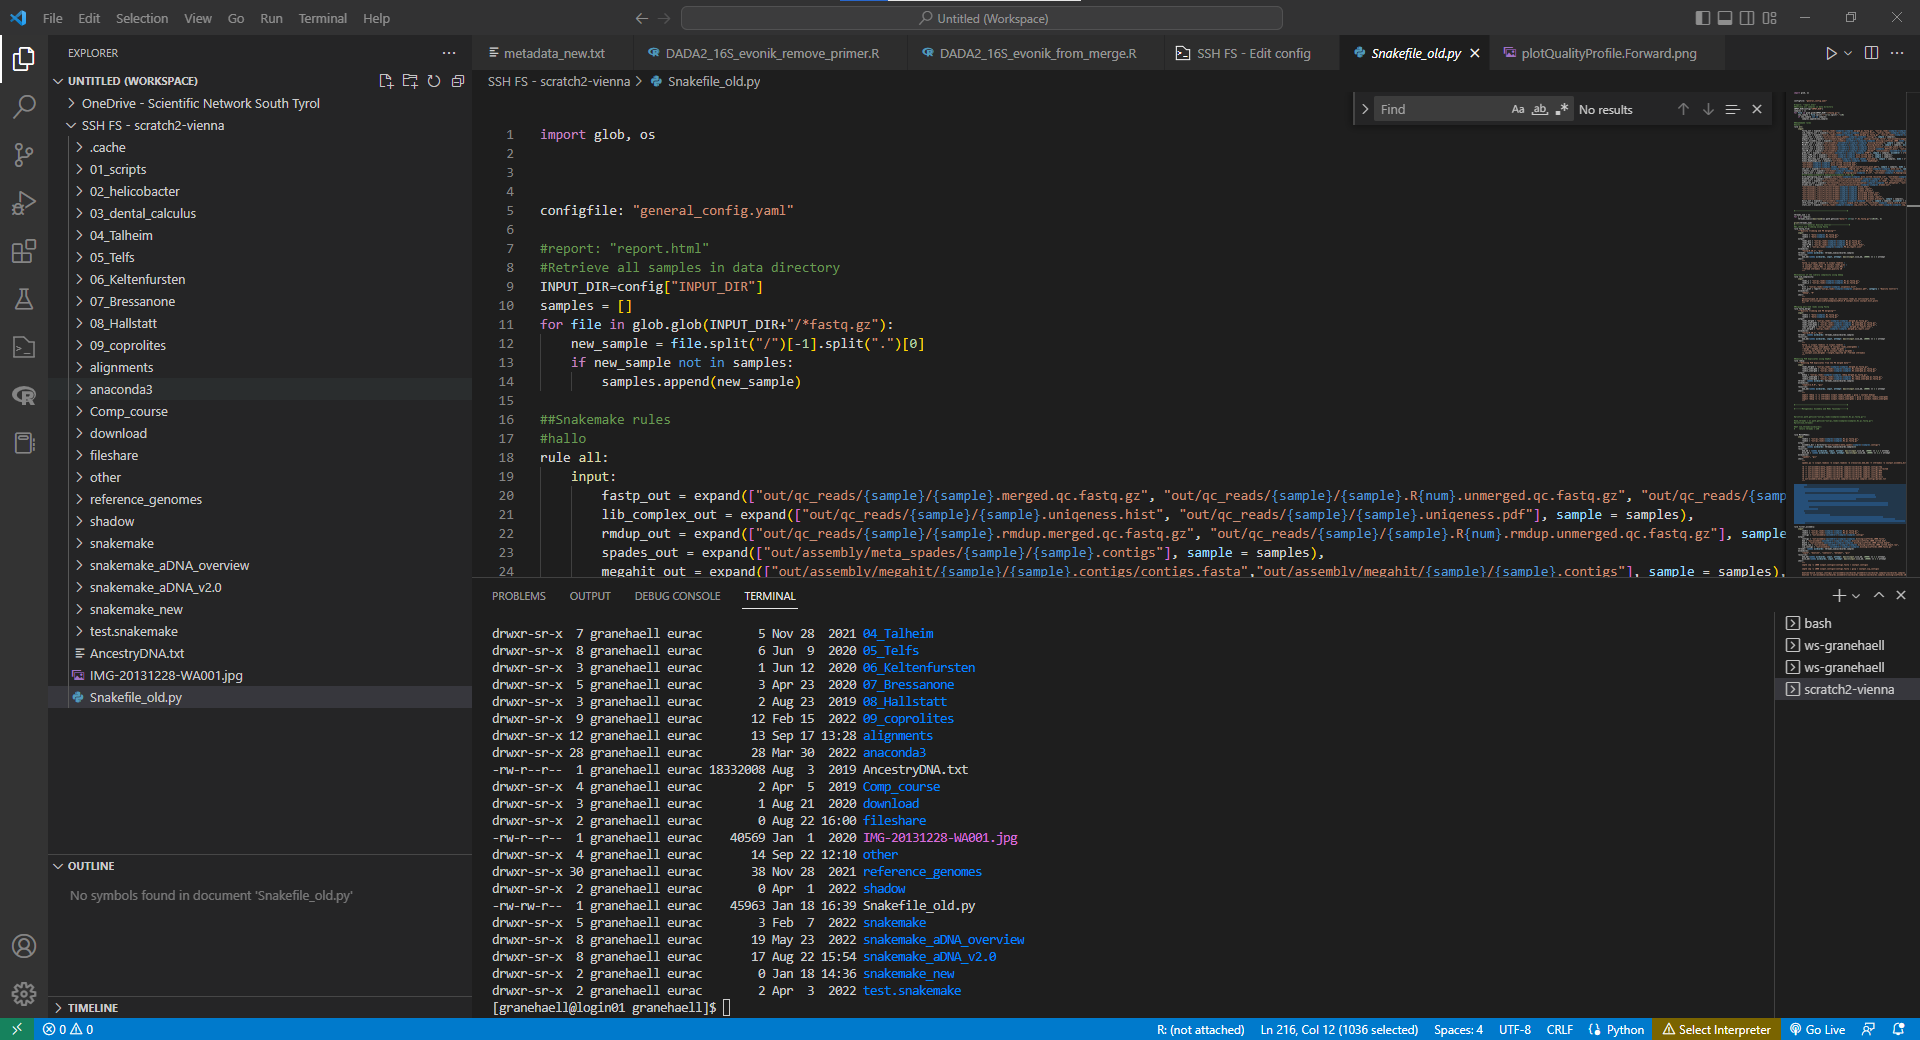 File Edit Selection View Go Run Terminal Help
Untitled (Workspace)
EXPLORER
UNTITLED (WORKSPACE)
OneDrive - Scientific Network South Tyrol
SSH FS - scratch2-vienna
.cache
01_scripts
02_helicobacter
03_dental_calculus
04_Talheim
05_Telfs
06_Keltenfursten
07_Bressanone
08_Hallstatt
09_coprolites
alignments
anaconda3
Comp_course
download
fileshare
other
reference_genomes
shadow
snakemake
snakemake_aDNA_overview
snakemake_aDNA_v2.0
snakemake_new
test.snakemake
AncestryDNA.txt
IMG-20131228-WA001.jpg
Snakefile_old.py
OUTLINE
No symbols found in document 'Snakefile_old.py'
TIMELINE
metadata_new.txt DADA2_16S_evonik_remove_primer.R DADA2_16S_evonik_from_merge.R SSH FS - Edit config Snakefile_old.py plotQualityProfile.Forward.png
SSH FS - scratch2-vienna > Snakefile_old.py
Find Aa ab No results
1 import glob, os
2
3
4
5 configfile: "general_config.yaml"
6
7 #report: "report.html"
8 #Retrieve all samples in data directory
9 INPUT_DIR=config["INPUT_DIR"]
10 samples = []
11 for file in glob.glob(INPUT_DIR+"/*fastq.gz"):
12 new_sample = file.split("/")[-1].split(".")[0]
13 if new_sample not in samples:
14 samples.append(new_sample)
15
16 ##Snakemake rules
17 #hallo
18 rule all:
19 input:
20 fastp_out = expand(["out/qc_reads/{sample}/{sample}.merged.qc.fastq.gz", "out/qc_reads/{sample}/{sample}.R{num}.unmerged.qc.fastq.gz", "out/qc_reads/{samp
21 lib_complex_out = expand(["out/qc_reads/{sample}/{sample}.uniqeness.hist", "out/qc_reads/{sample}/{sample}.uniqeness.pdf"], sample = samples),
22 rmdup_out = expand(["out/qc_reads/{sample}/{sample}.rmdup.merged.qc.fastq.gz", "out/qc_reads/{sample}/{sample}.R{num}.rmdup.unmerged.qc.fastq.gz"], sample
23 spades_out = expand(["out/assembly/meta_spades/{sample}/{sample}.contigs"], sample = samples),
24 megahit_out = expand(["out/assembly/megahit/{sample}/{sample}.contigs/contigs.fasta","out/assembly/megahit/{sample}/{sample}.contigs"], sample = samples),
PROBLEMS OUTPUT DEBUG CONSOLE TERMINAL
drwxr-sr-x 7 granehaell eurac 5 Nov 28 2021 04_Talheim
drwxr-sr-x 8 granehaell eurac 6 Jun 9 2020 05_Telfs
drwxr-sr-x 3 granehaell eurac 1 Jun 12 2020 06_Keltenfursten
drwxr-sr-x 5 granehaell eurac 3 Apr 23 2020 07_Bressanone
drwxr-sr-x 3 granehaell eurac 2 Aug 23 2019 08_Hallstatt
drwxr-sr-x 9 granehaell eurac 12 Feb 15 2022 09_coprolites
drwxr-sr-x 12 granehaell eurac 13 Sep 17 13:28 alignments
drwxr-sr-x 28 granehaell eurac 28 Mar 30 2022 anaconda3
-rw-r--r-- 1 granehaell eurac 18332008 Aug 3 2019 AncestryDNA.txt
drwxr-sr-x 4 granehaell eurac 2 Apr 5 2019 Comp_course
drwxr-sr-x 3 granehaell eurac 1 Aug 21 2020 download
drwxr-sr-x 2 granehaell eurac 0 Aug 22 16:00 fileshare
-rw-r--r-- 1 granehaell eurac 40569 Jan 1 2020 IMG-20131228-WA001.jpg
drwxr-sr-x 4 granehaell eurac 14 Sep 22 12:10 other
drwxr-sr-x 30 granehaell eurac 38 Nov 28 2021 reference_genomes
drwxr-sr-x 2 granehaell eurac 0 Apr 1 2022 shadow
-rw-rw-r-- 1 granehaell eurac 45963 Jan 18 16:39 Snakefile_old.py
drwxr-sr-x 5 granehaell eurac 3 Feb 7 2022 snakemake
drwxr-sr-x 8 granehaell eurac 19 May 23 2022 snakemake_aDNA_overview
drwxr-sr-x 8 granehaell eurac 17 Aug 22 15:54 snakemake_aDNA_v2.0
drwxr-sr-x 2 granehaell eurac 0 Jan 18 14:36 snakemake_new
drwxr-sr-x 2 granehaell eurac 2 Apr 3 2022 test.snakemake
[granehaell@login01 granehaell]$
bash
ws-granehaell
ws-granehaell
scratch2-vienna
0 0 R: (not attached) Ln 216, Col 12 (1036 selected) Spaces: 4 UTF-8 CRLF Python Select Interpreter Go Live